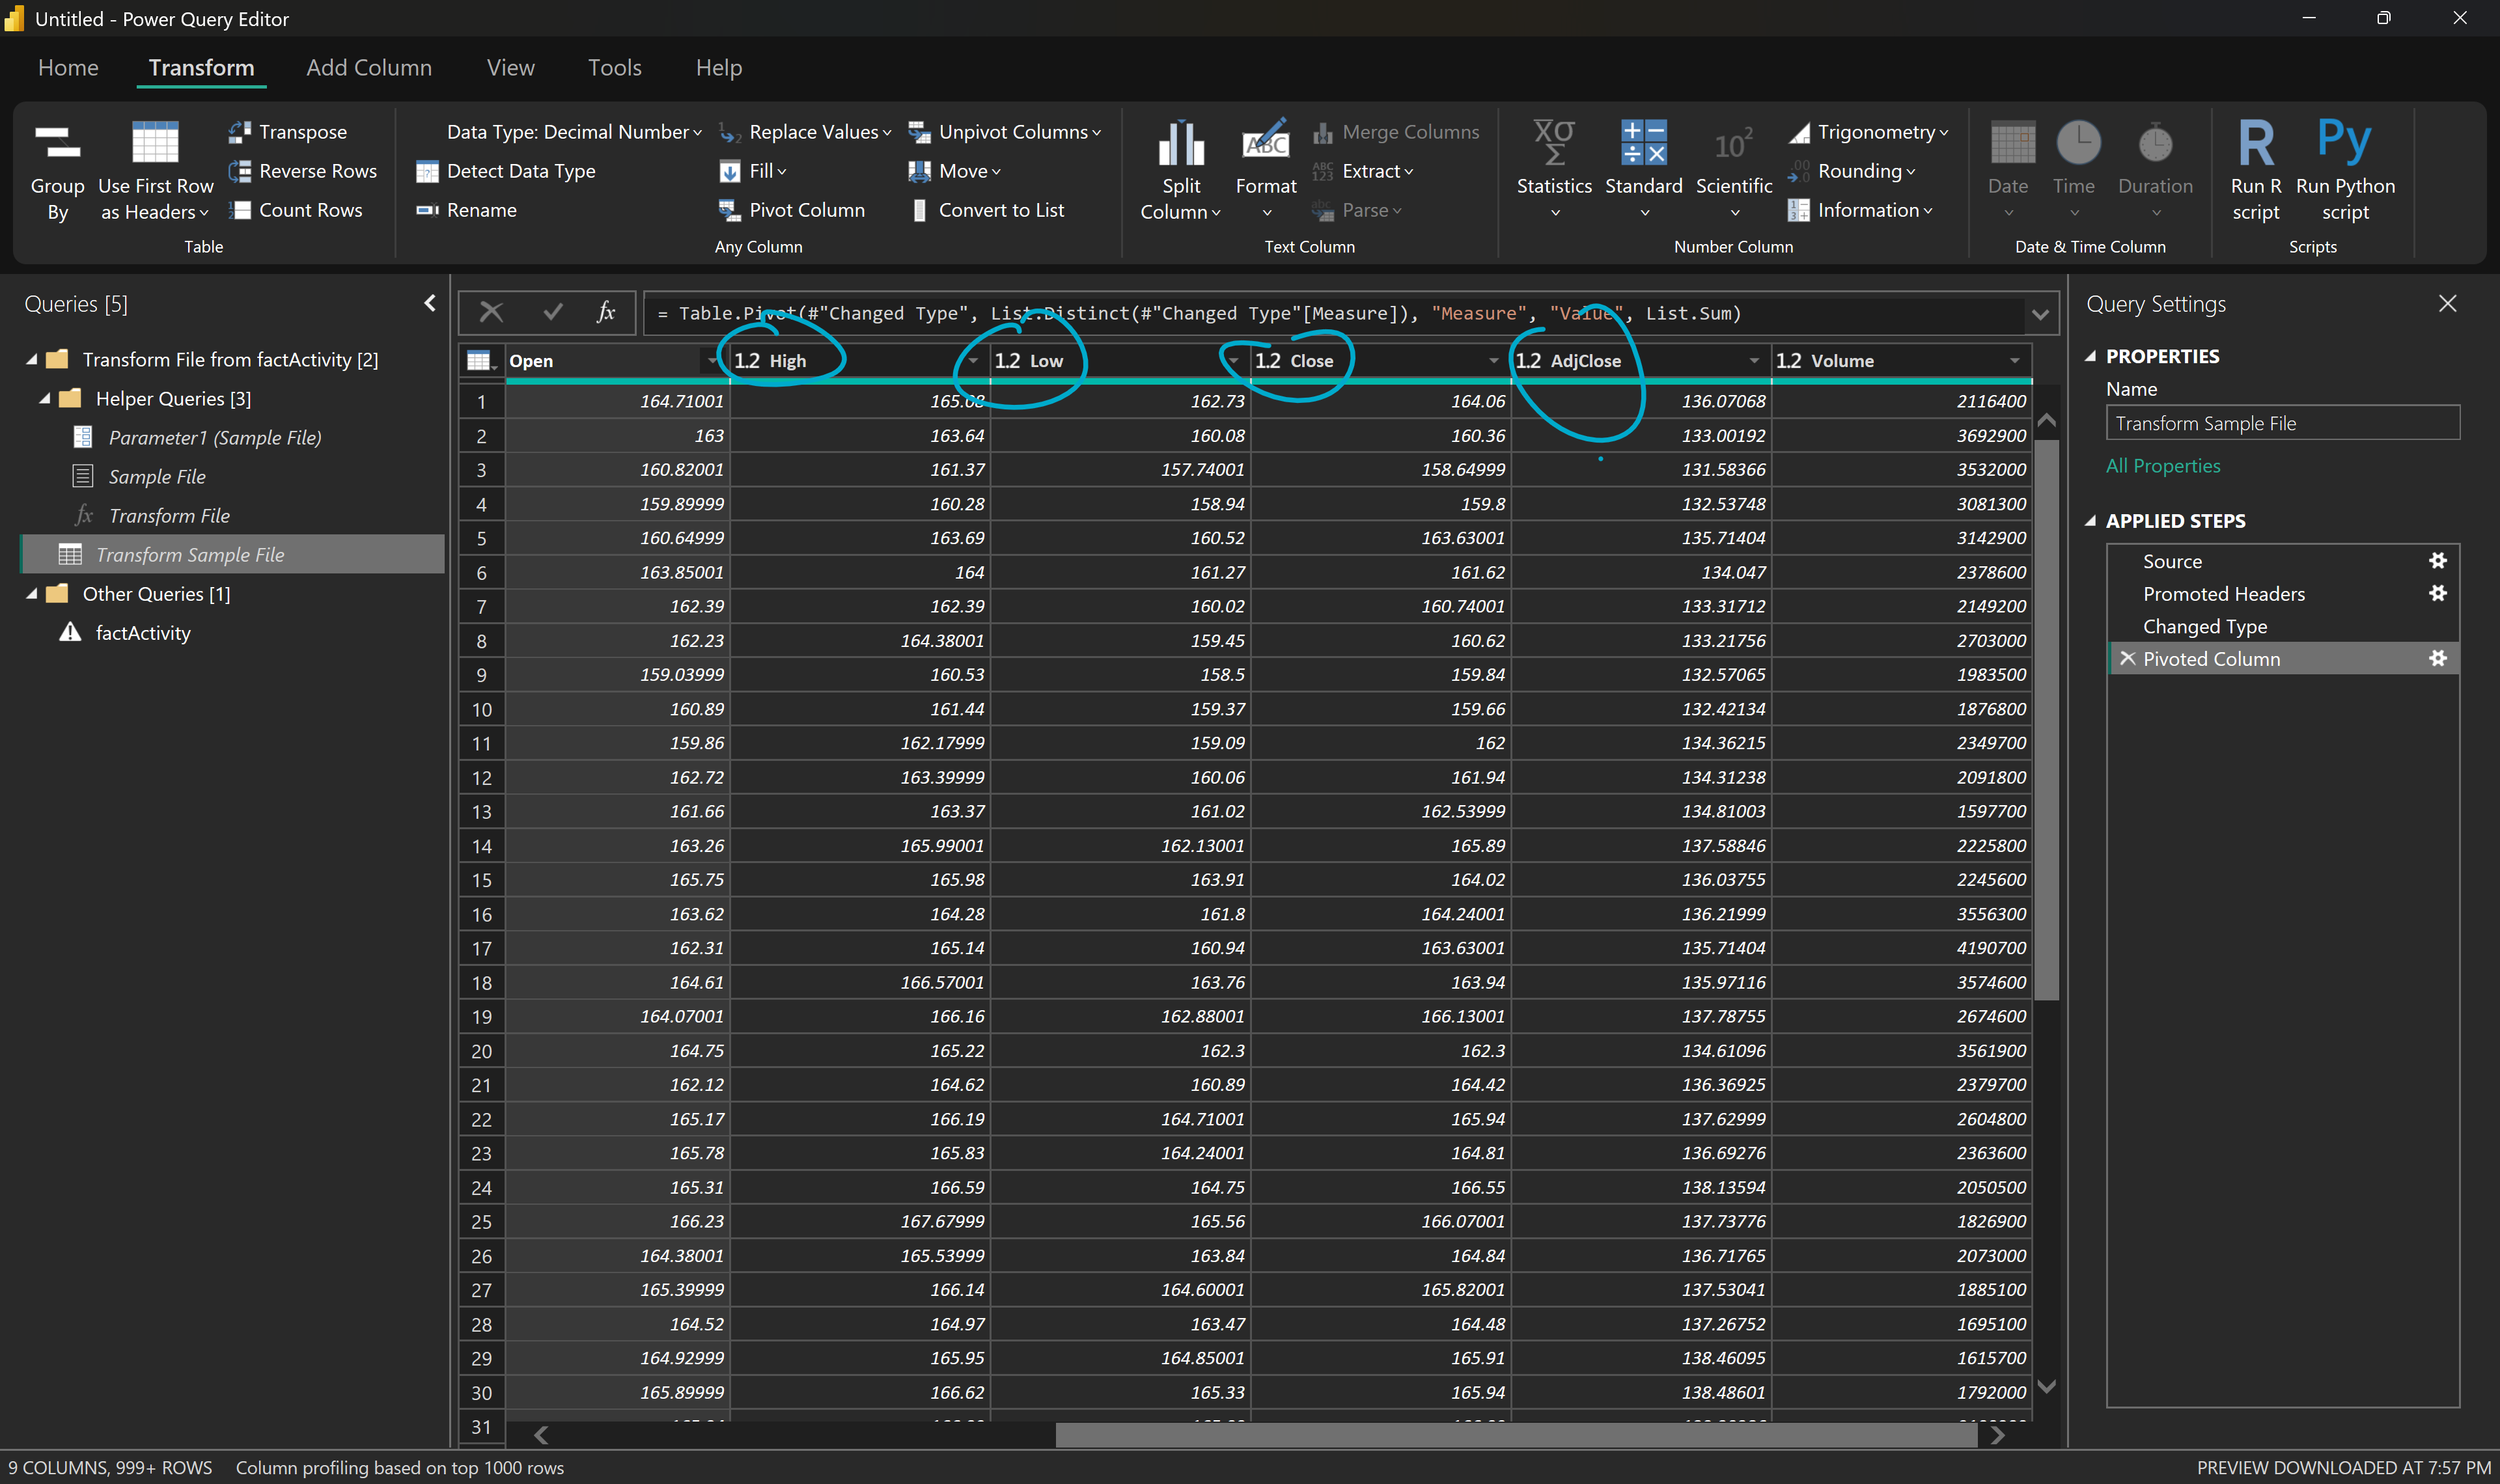 Untitled - Power Query Editor
Home Transform Add Column View Tools Help
Group By
Use First Row as Headers
Transpose
Reverse Rows
Count Rows
Table
Data Type: Decimal Number
Detect Data Type
Rename
Replace Values
Fill
Pivot Column
Unpivot Columns
Move
Convert to List
Any Column
Split Column
ABC
Format
Merge Columns
ABC 123
Extract
abc
Parse
Text Column
Xσ Σ
Statistics
Standard
10²
Scientific
Trigonometry
Rounding
Information
Number Column
Date
Time
Duration
Date & Time Column
R
Run R script
Py
Run Python script
Scripts
Queries [5]
Transform File from factActivity [2]
Helper Queries [3]
Parameter1 (Sample File)
Sample File
fx Transform File
Transform Sample File
Other Queries [1]
factActivity
fx
= Table.Pivot(#"Changed Type", List.Distinct(#"Changed Type"[Measure]), "Measure", "Value", List.Sum)
Open 1.2 High 1.2 Low 1.2 Close 1.2 AdjClose 1.2 Volume
1 164.71001 165.08 162.73 164.06 136.07068 2116400
2 163 163.64 160.08 160.36 133.00192 3692900
3 160.82001 161.37 157.74001 158.64999 131.58366 3532000
4 159.89999 160.28 158.94 159.8 132.53748 3081300
5 160.64999 163.69 160.52 163.63001 135.71404 3142900
6 163.85001 164 161.27 161.62 134.047 2378600
7 162.39 162.39 160.02 160.74001 133.31712 2149200
8 162.23 164.38001 159.45 160.62 133.21756 2703000
9 159.03999 160.53 158.5 159.84 132.57065 1983500
10 160.89 161.44 159.37 159.66 132.42134 1876800
11 159.86 162.17999 159.09 162 134.36215 2349700
12 162.72 163.39999 160.06 161.94 134.31238 2091800
13 161.66 163.37 161.02 162.53999 134.81003 1597700
14 163.26 165.99001 162.13001 165.89 137.58846 2225800
15 165.75 165.98 163.91 164.02 136.03755 2245600
16 163.62 164.28 161.8 164.24001 136.21999 3556300
17 162.31 165.14 160.94 163.63001 135.71404 4190700
18 164.61 166.57001 163.76 163.94 135.97116 3574600
19 164.07001 166.16 162.88001 166.13001 137.78755 2674600
20 164.75 165.22 162.3 162.3 134.61096 3561900
21 162.12 164.62 160.89 164.42 136.36925 2379700
22 165.17 166.19 164.71001 165.94 137.62999 2604800
23 165.78 165.83 164.24001 164.81 136.69276 2363600
24 165.31 166.59 164.75 166.55 138.13594 2050500
25 166.23 167.67999 165.56 166.07001 137.73776 1826900
26 164.38001 165.53999 163.84 164.84 136.71765 2073000
27 165.39999 166.14 164.60001 165.82001 137.53041 1885100
28 164.52 164.97 163.47 164.48 137.26752 1695100
29 164.92999 165.95 164.85001 165.91 138.46095 1615700
30 165.89999 166.62 165.33 165.94 138.48601 1792000
31
Query Settings
PROPERTIES
Name
Transform Sample File
All Properties
APPLIED STEPS
Source
Promoted Headers
Changed Type
Pivoted Column
9 COLUMNS, 999+ ROWS Column profiling based on top 1000 rows
PREVIEW DOWNLOADED AT 7:57 PM